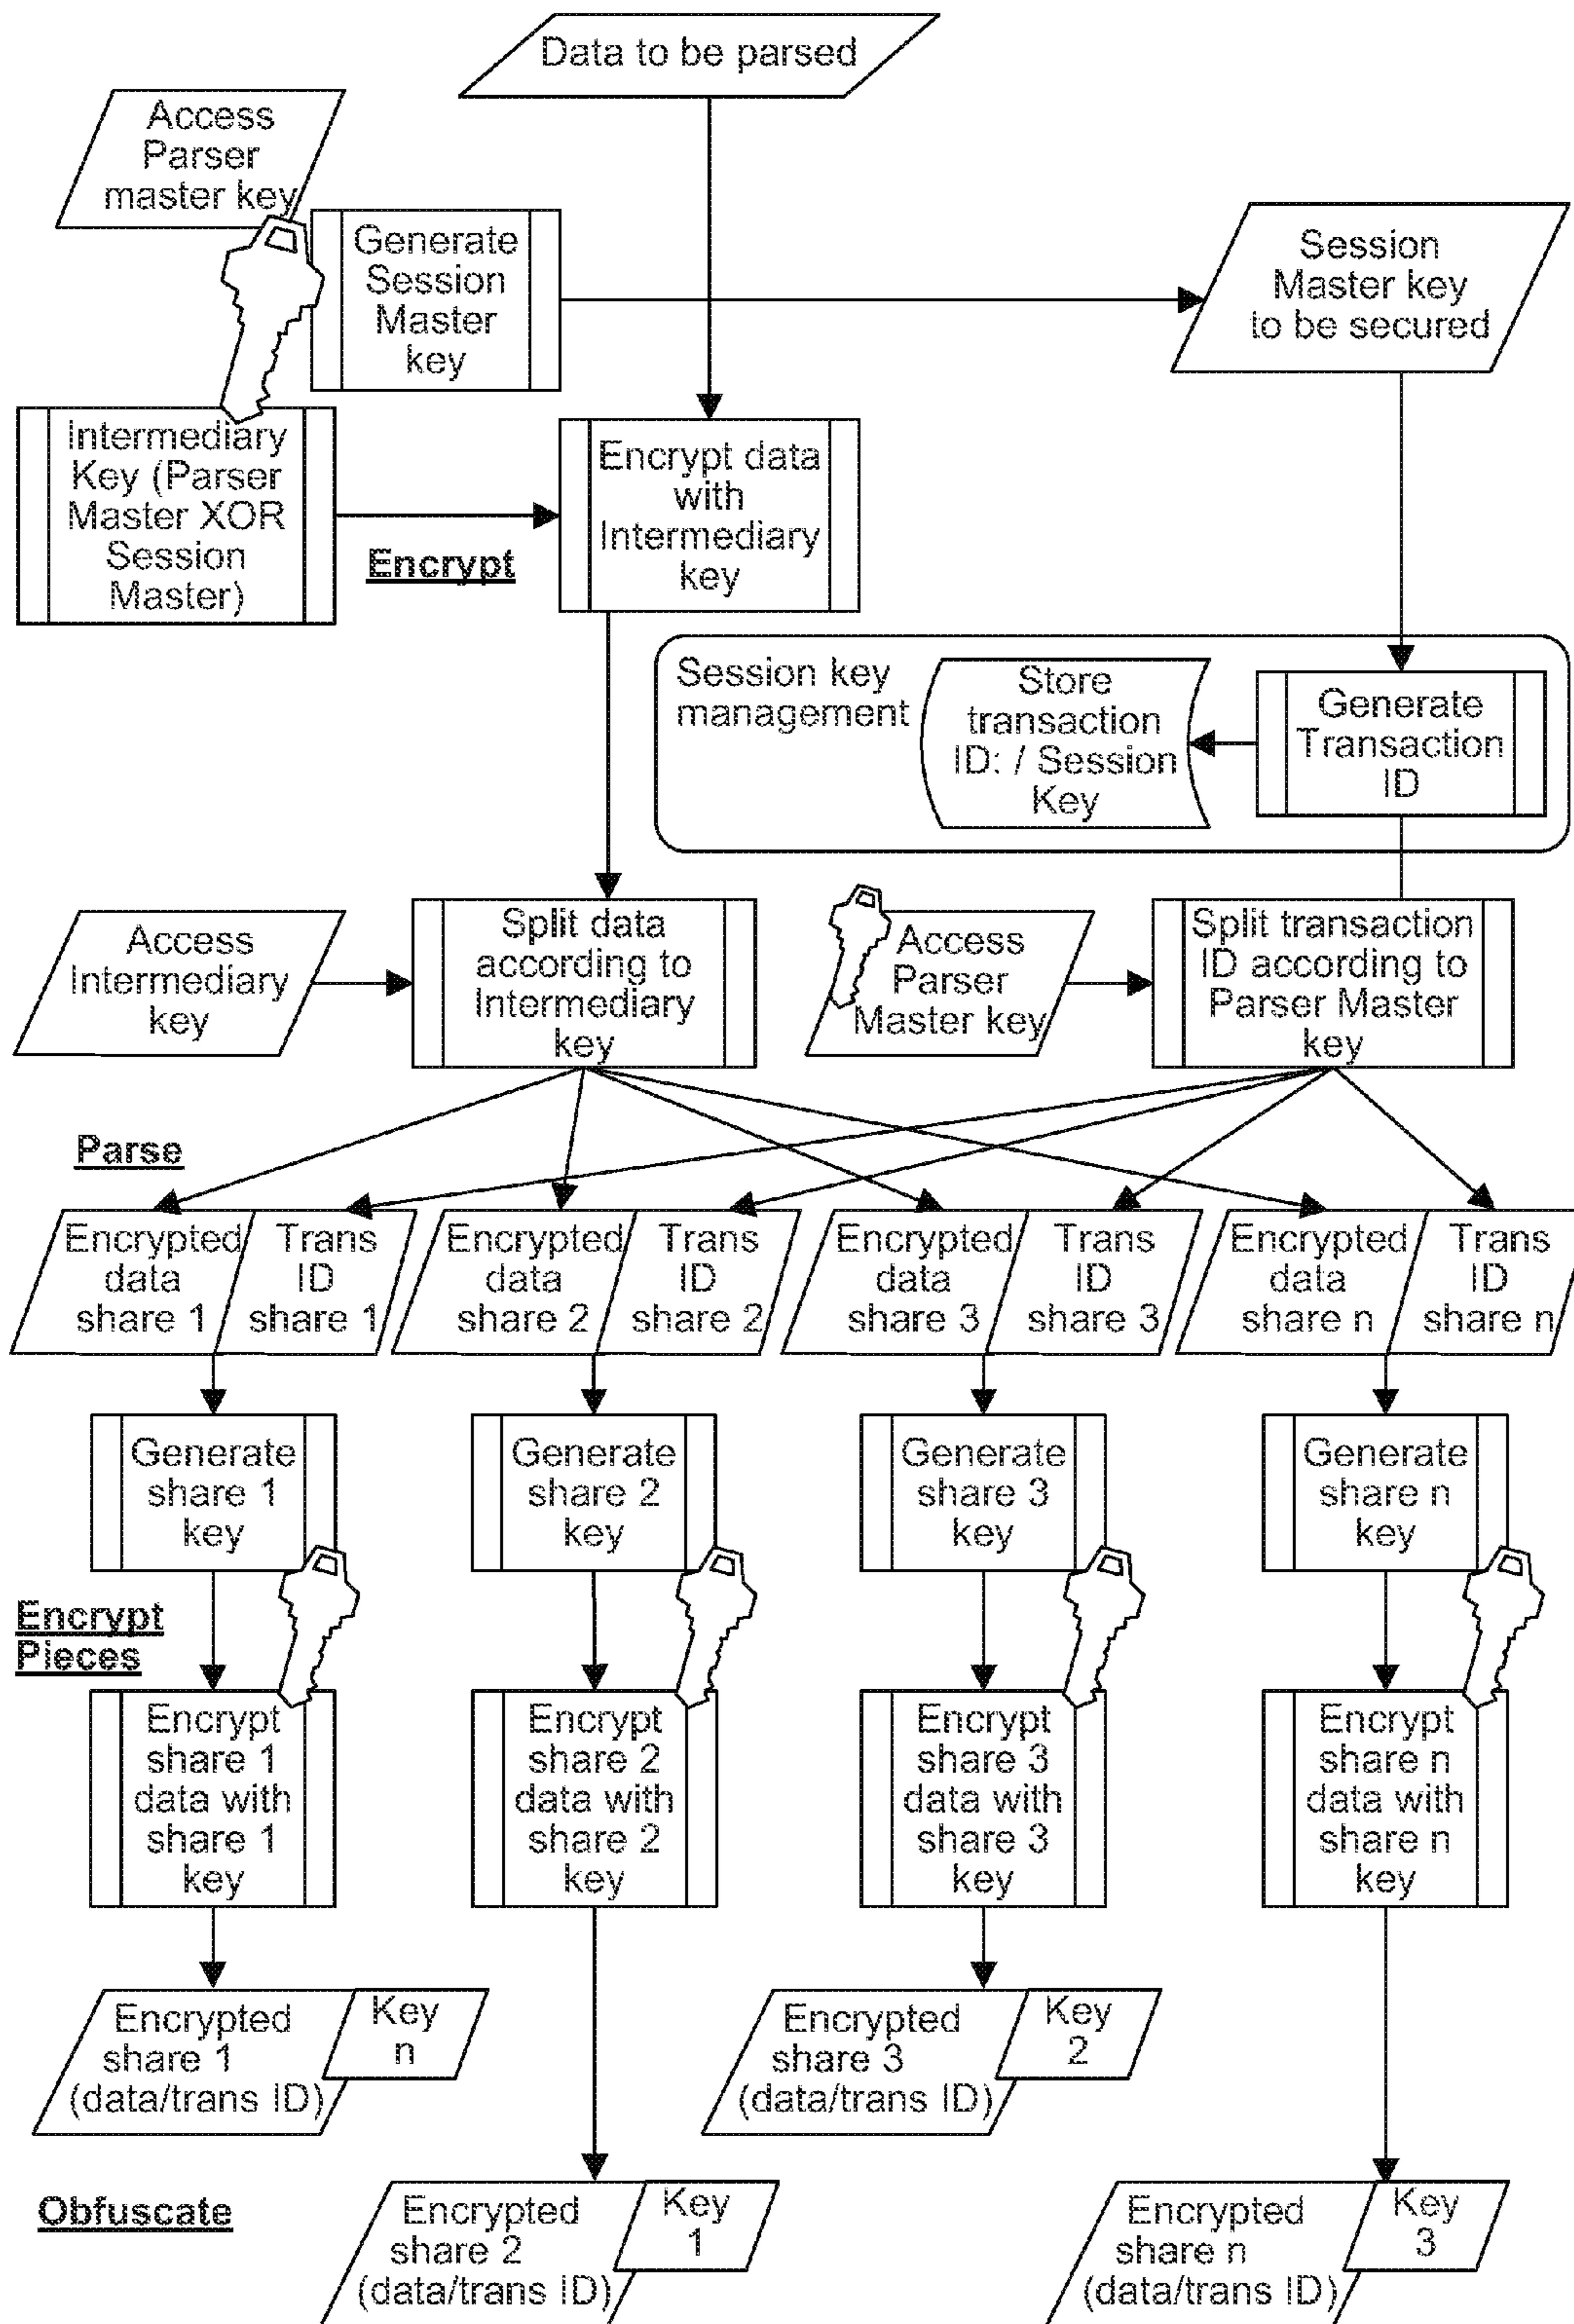 Data to be parsed
Access
Parser
master key
Generate
Session
Master
key
Session
Master key
to be secured
Intermediary
Key (Parser
Master XOR
Session
Master)
Encrypt
Encrypt data
with
Intermediary
key
Session key
management
Store
transaction
ID: / Session
Key
Generate
Transaction
ID
Access
Intermediary
key
Split data
according to
Intermediary
key
Access
Parser
Master key
Split transaction
ID according to
Parser Master
key
Parse
Encrypted
data
share 1
Trans
ID
share 1
Encrypted
data
share 2
Trans
ID
share 2
Encrypted
data
share 3
Trans
ID
share 3
Encrypted
data
share n
Trans
ID
share n
Generate
share 1
key
Generate
share 2
key
Generate
share 3
key
Generate
share n
key
Encrypt
Pieces
Encrypt
share 1
data with
share 1
key
Encrypt
share 2
data with
share 2
key
Encrypt
share 3
data with
share 3
key
Encrypt
share n
data with
share n
key
Encrypted
share 1
(data/trans ID)
Key
n
Encrypted
share 3
(data/trans ID)
Key
2
Obfuscate
Encrypted
share 2
(data/trans ID)
Key
1
Encrypted
share n
(data/trans ID)
Key
3